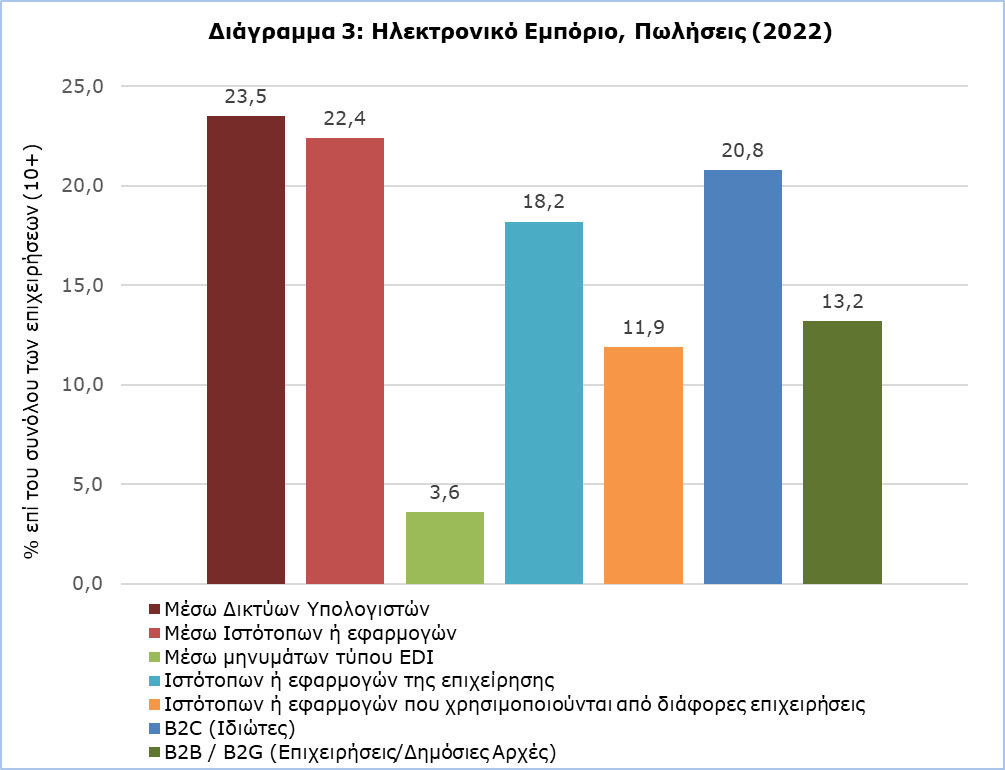 Διάγραμμα 3: Ηλεκτρονικό Εμπόριο, Πωλήσεις (2022)
% επί του συνόλου των επιχειρήσεων (10+)
25,0
20,0
15,0
10,0
5,0
0,0
23,5
22,4
3,6
18,2
11,9
20,8
13,2
Μέσω Δικτύων Υπολογιστών
Μέσω Ιστότοπων ή εφαρμογών
Μέσω μηνυμάτων τύπου EDI
Ιστότοπων ή εφαρμογών της επιχείρησης
Ιστότοπων ή εφαρμογών που χρησιμοποιούνται από διάφορες επιχειρήσεις
B2C (Ιδιώτες)
B2B / B2G (Επιχειρήσεις/Δημόσιες Αρχές)